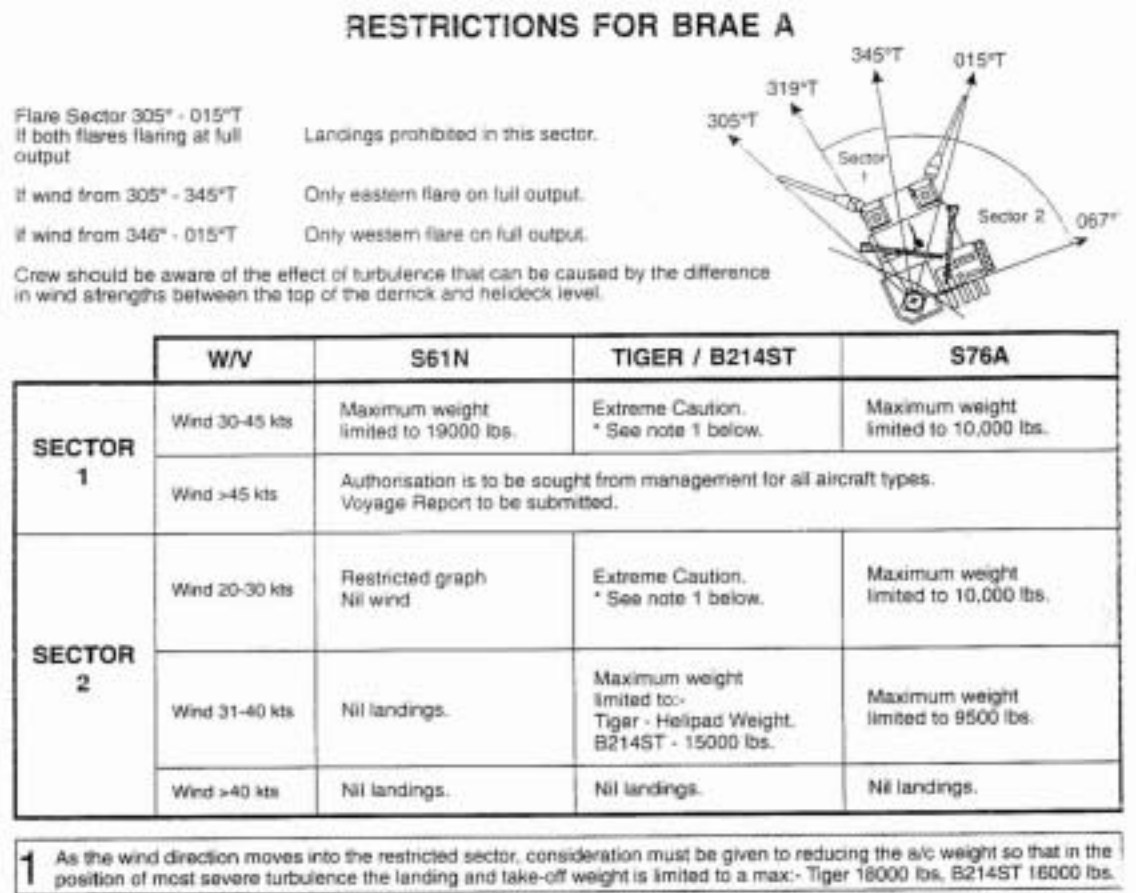 RESTRICTIONS FOR BRAE A
345°T
015°T
319°T
305°T
Sector
1
Sector 2
067°
Flare Sector 305° - 015°T
If both flares flaring at full
output
Landings prohibited in this sector.
If wind from 305° - 345°T
Only eastern flare on full output.
If wind from 346° - 015°T
Only western flare on full output.
Crew should be aware of the effect of turbulence that can be caused by the difference
in wind strengths between the top of the derrick and helideck level.
W/V S61N TIGER / B214ST S76A
SECTOR
1
Wind 30-45 kts
Maximum weight
limited to 19000 lbs.
Extreme Caution.
* See note 1 below.
Maximum weight
limited to 10,000 lbs.
Wind >45 kts
Authorisation is to be sought from management for all aircraft types.
Voyage Report to be submitted.
SECTOR
2
Wind 20-30 kts
Restricted graph
Nil wind
Extreme Caution.
* See note 1 below.
Maximum weight
limited to 10,000 lbs.
Wind 31-40 kts
Nil landings.
Maximum weight
limited to:-
Tiger - Helipad Weight.
B214ST - 15000 lbs.
Maximum weight
limited to 9500 lbs.
Wind >40 kts
Nil landings.
Nil landings.
Nil landings.
1
As the wind direction moves into the restricted sector, consideration must be given to reducing the a/c weight so that in the
position of most severe turbulence the landing and take-off weight is limited to a max:- Tiger 18000 lbs, B214ST 16000 lbs.